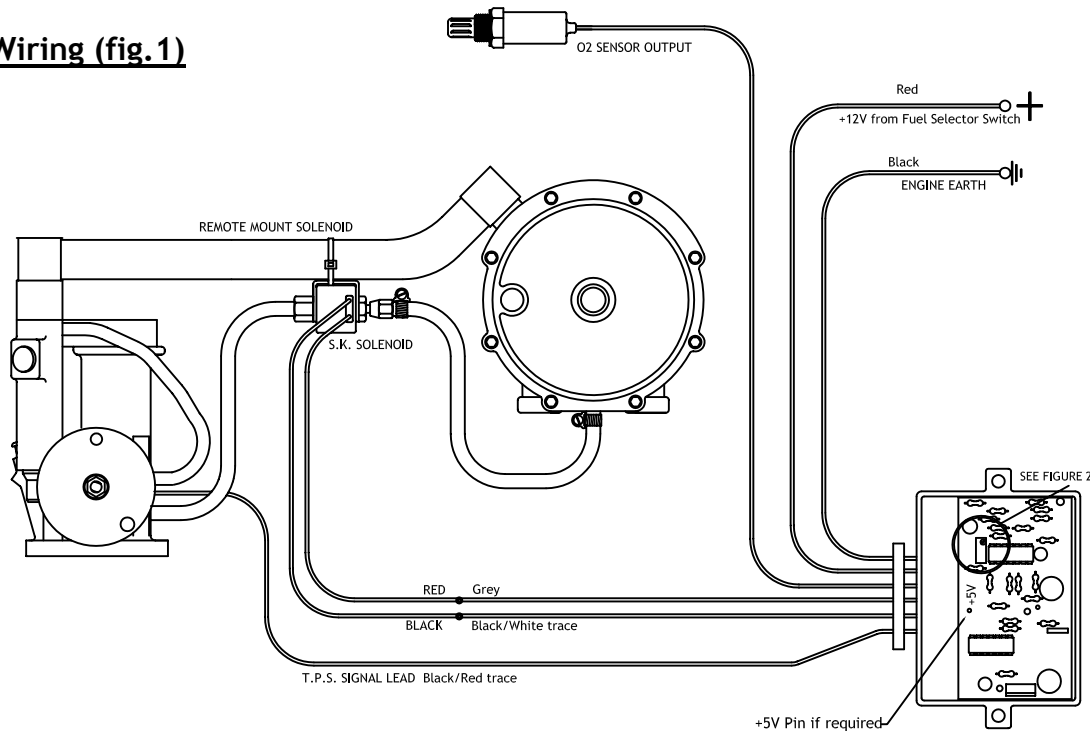 Wiring (fig.1)
O2 SENSOR OUTPUT
Red
+12V from Fuel Selector Switch
Black
ENGINE EARTH
REMOTE MOUNT SOLENOID
S.K. SOLENOID
SEE FIGURE 2
+5V
RED Grey
BLACK Black/White trace
T.P.S. SIGNAL LEAD Black/Red trace
+5V Pin if required